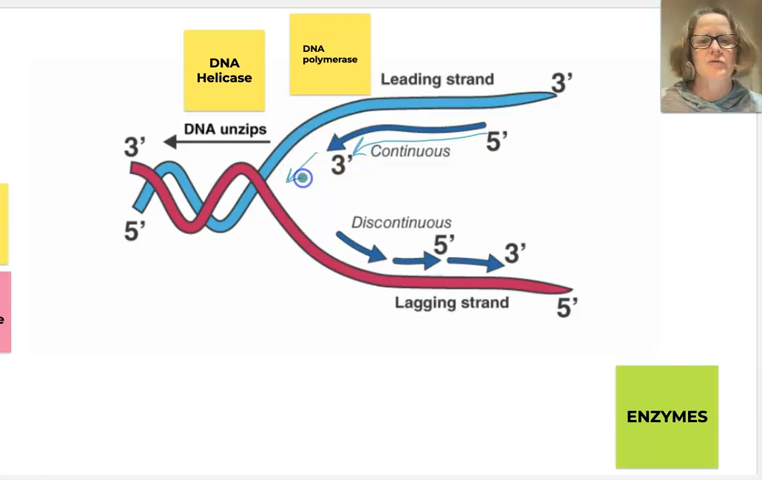 DNA
Helicase
DNA
polymerase
Leading strand
3’
DNA unzips
3’
5’
3’
Continuous
5’
Discontinuous
5’
3’
Lagging strand
5’
e
ENZYMES